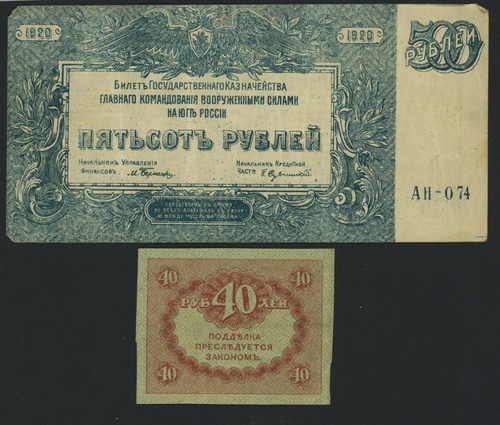 1920 1920
500
РУБЛЕЙ
БИЛЕТЪ ГОСУДАРСТВЕННАГО КАЗНАЧЕЙСТВА
ГЛАВНАГО КОМАНДОВАНІЯ ВООРУЖЕННЫМИ СИЛАМИ
НА ЮГѢ РОССІИ
ПЯТЬСОТЪ РУБЛЕЙ
НАЧАЛЬНИКЪ УПРАВЛЕНІЯ
ФИНАНСОВЪ
НАЧАЛЬНИКЪ КРЕДИТНОЙ
ЧАСТИ
АН-074
40 40
РУБ 40 ЛЕЙ
ПОДДѢЛКА
ПРЕСЛѢДУЕТСЯ
ЗАКОНОМЪ.
40 40